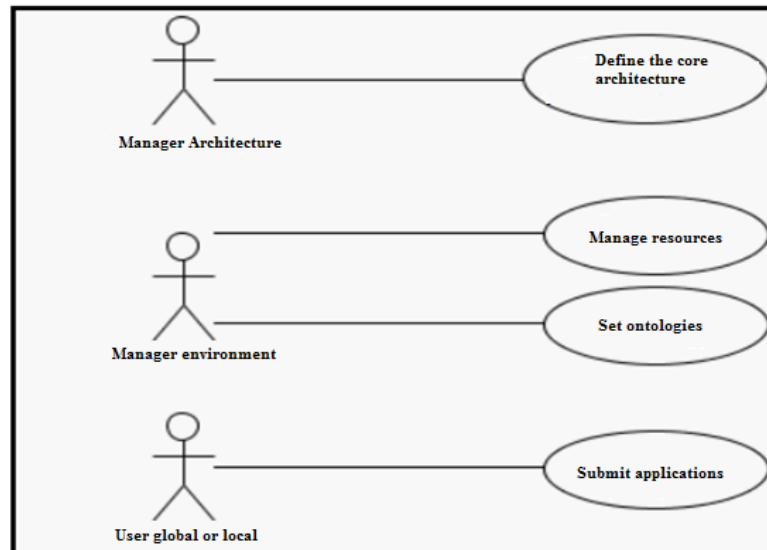 Define the core
architecture
Manager Architecture
Manage resources
Set ontologies
Manager environment
Submit applications
User global or local